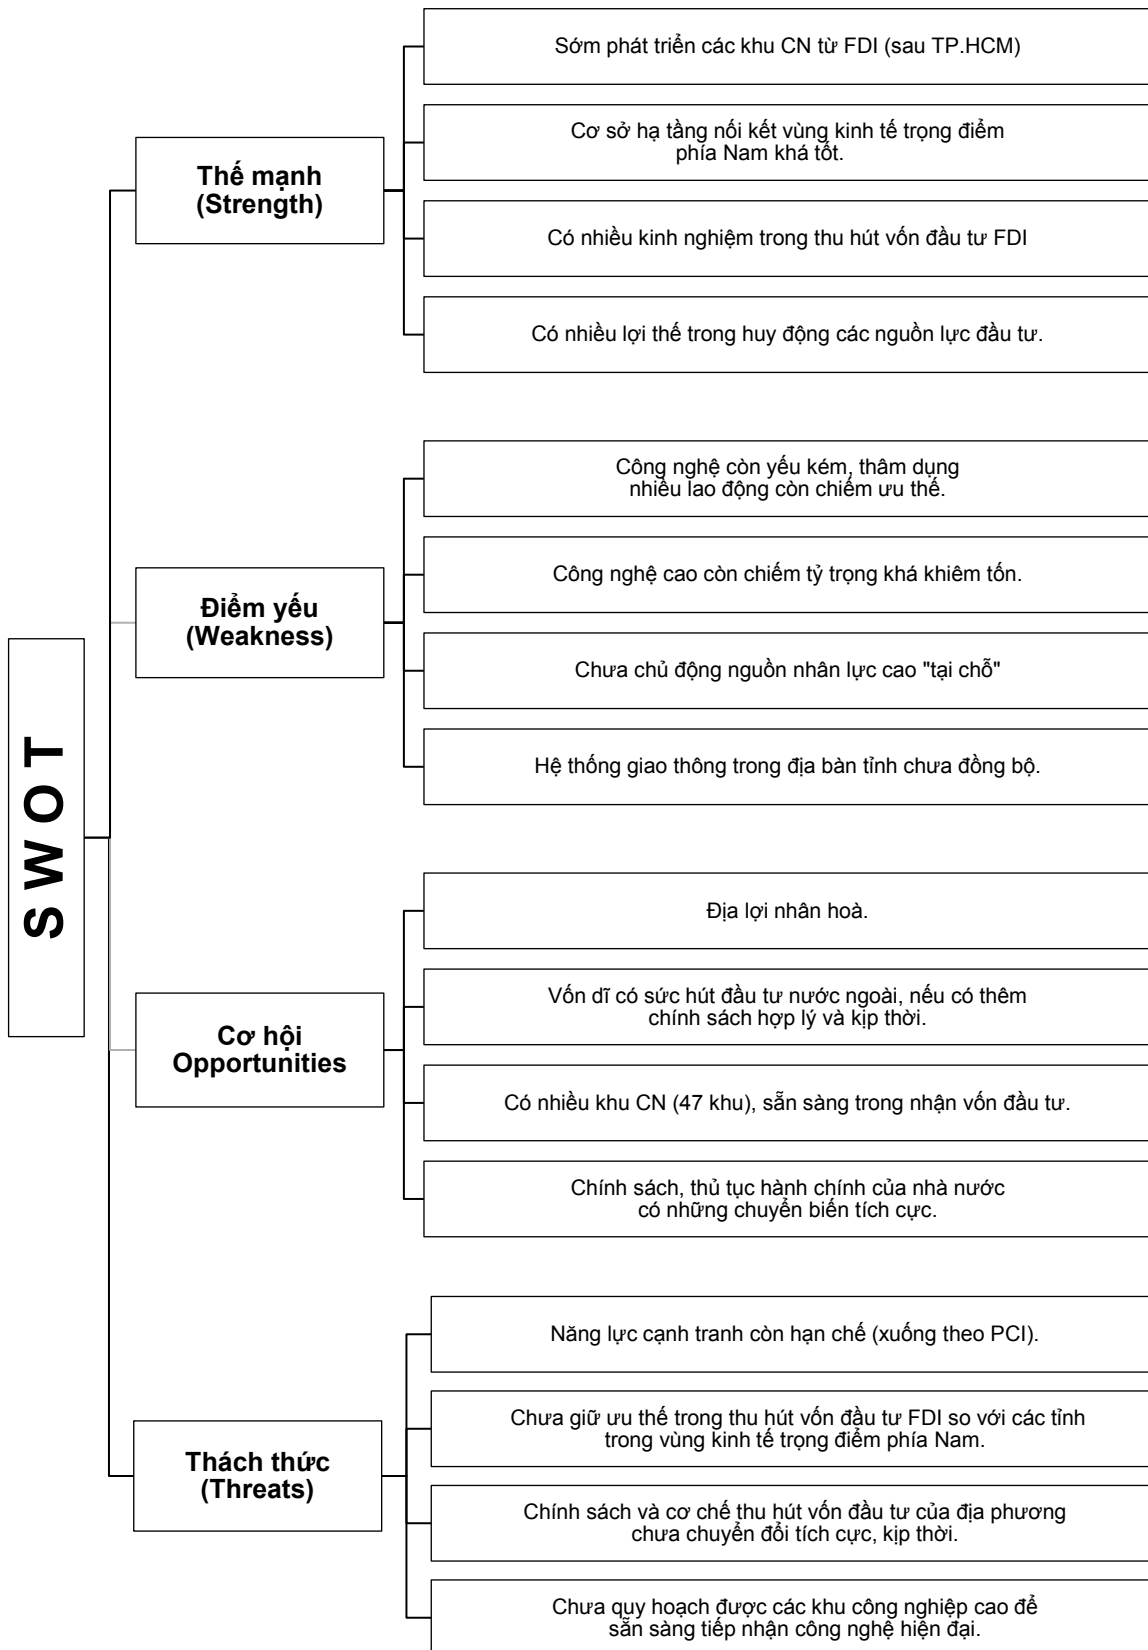 S W O T
Thế mạnh
(Strength)
Sớm phát triển các khu CN từ FDI (sau TP.HCM)
Cơ sở hạ tầng nối kết vùng kinh tế trọng điểm
phía Nam khá tốt.
Có nhiều kinh nghiệm trong thu hút vốn đầu tư FDI
Có nhiều lợi thế trong huy động các nguồn lực đầu tư.
Điểm yếu
(Weakness)
Công nghệ còn yếu kém, thâm dụng
nhiều lao động còn chiếm ưu thế.
Công nghệ cao còn chiếm tỷ trọng khá khiêm tốn.
Chưa chủ động nguồn nhân lực cao "tại chỗ"
Hệ thống giao thông trong địa bàn tỉnh chưa đồng bộ.
Cơ hội
Opportunities
Địa lợi nhân hoà.
Vốn dĩ có sức hút đầu tư nước ngoài, nếu có thêm
chính sách hợp lý và kịp thời.
Có nhiều khu CN (47 khu), sẵn sàng trong nhận vốn đầu tư.
Chính sách, thủ tục hành chính của nhà nước
có những chuyển biến tích cực.
Thách thức
(Threats)
Năng lực cạnh tranh còn hạn chế (xuống theo PCI).
Chưa giữ ưu thế trong thu hút vốn đầu tư FDI so với các tỉnh
trong vùng kinh tế trọng điểm phía Nam.
Chính sách và cơ chế thu hút vốn đầu tư của địa phương
chưa chuyển đổi tích cực, kịp thời.
Chưa quy hoạch được các khu công nghiệp cao để
sẵn sàng tiếp nhận công nghệ hiện đại.